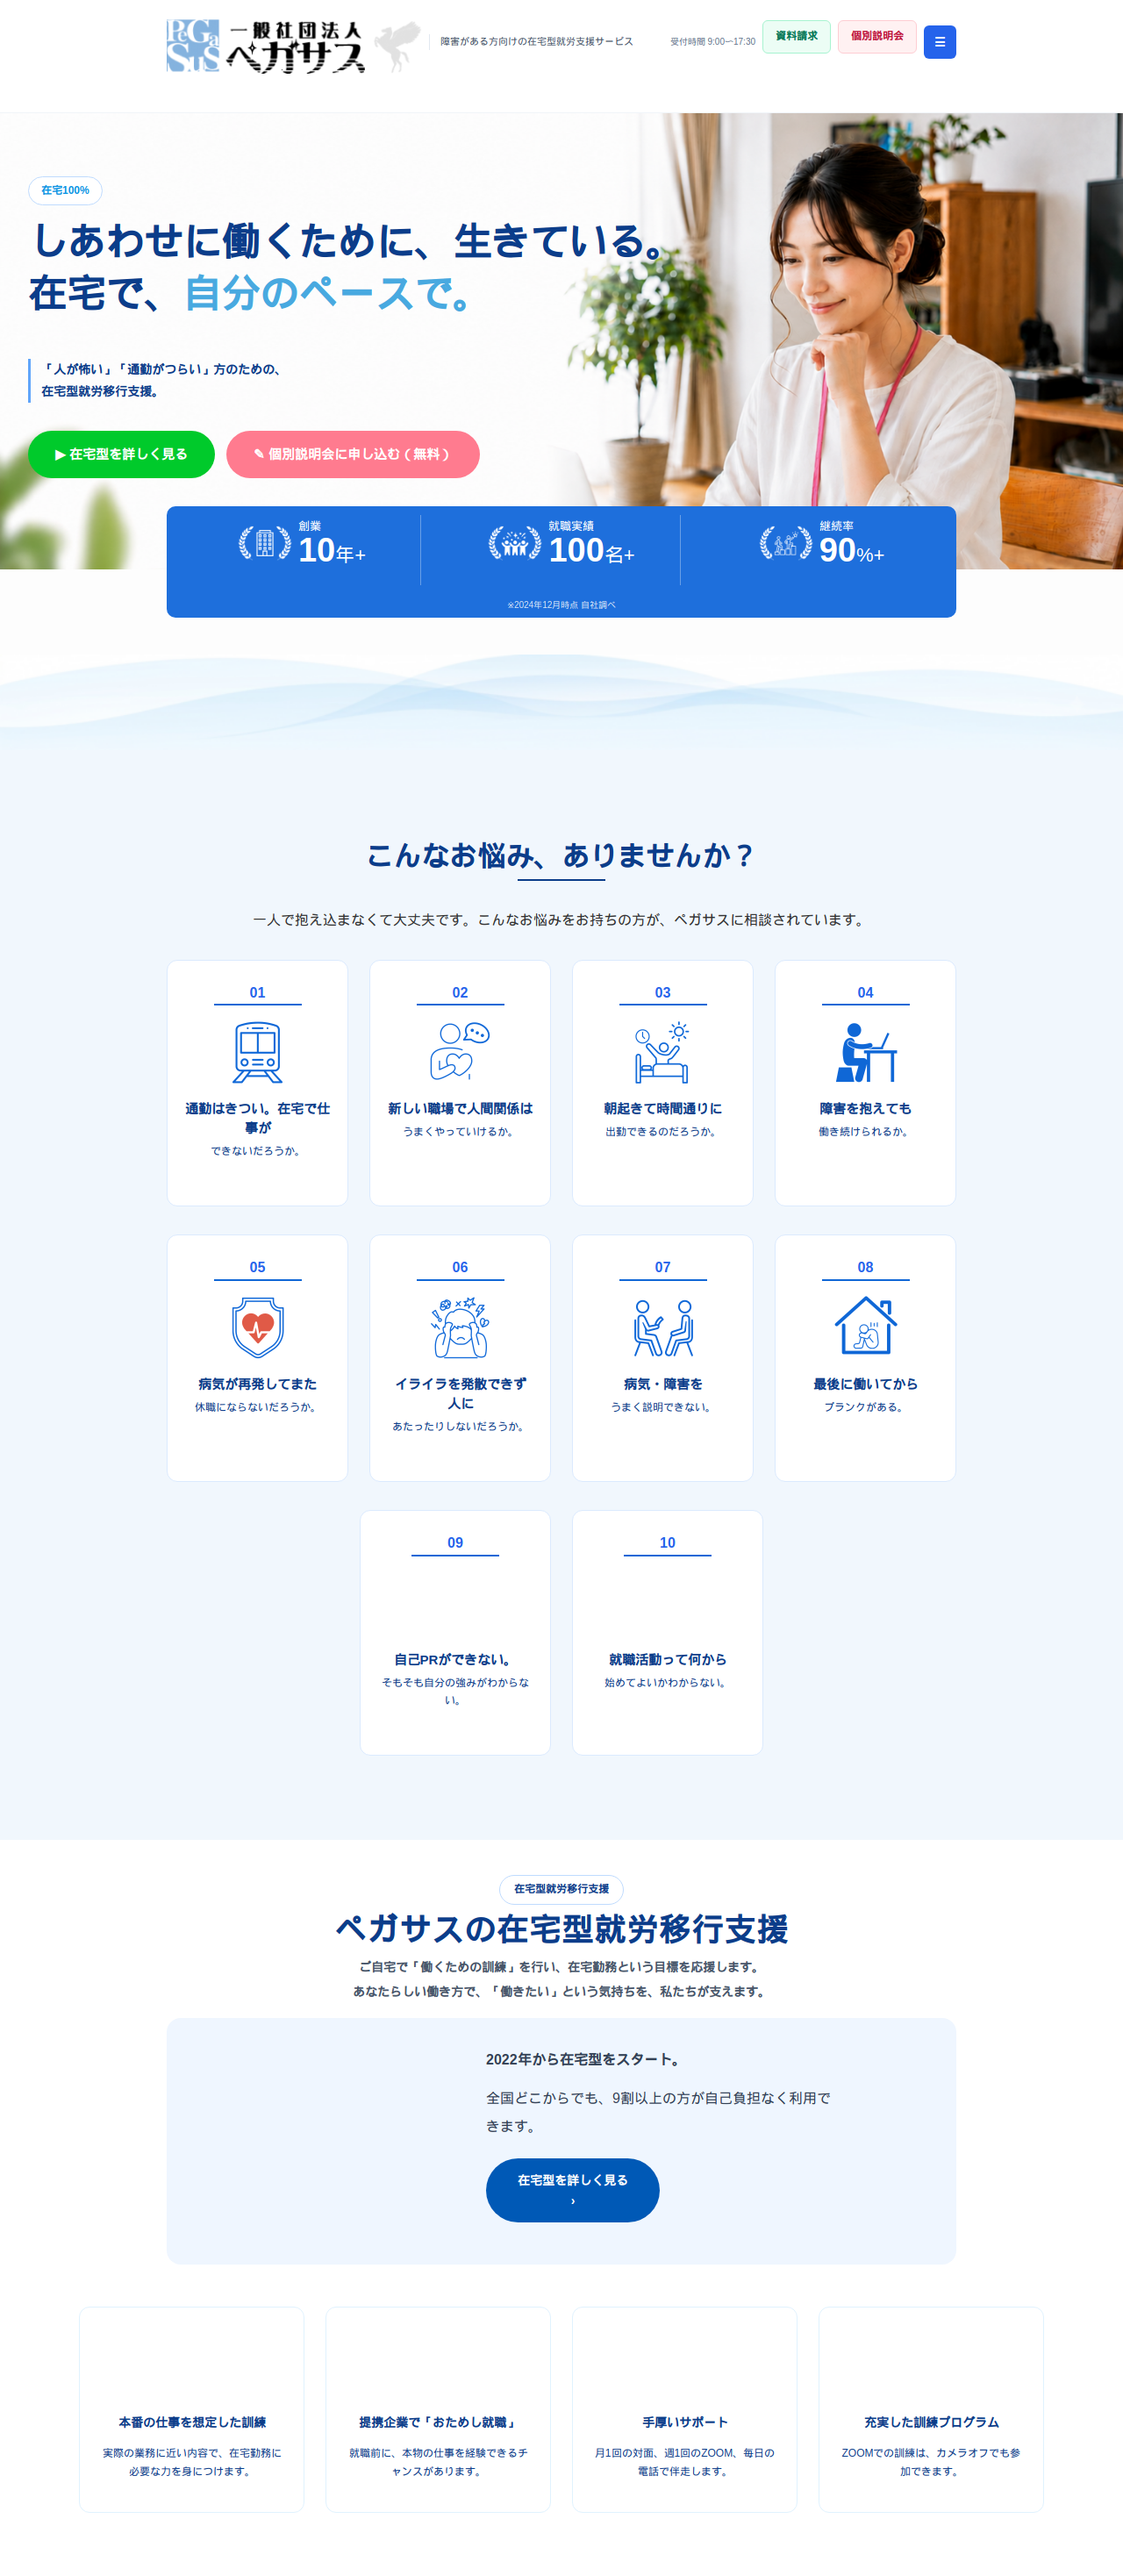 PeGaSuS
一般社団法人
ペガサス
障害がある方向けの在宅型就労支援サービス
受付時間 9:00〜17:30
資料請求
個別説明会
☰
在宅100%
しあわせに働くために、生きている。
在宅で、自分のペースで。
「人が怖い」「通勤がつらい」方のための、
在宅型就労移行支援。
▶ 在宅型を詳しく見る
✎ 個別説明会に申し込む（無料）
創業
10年+
就職実績
100名+
継続率
90%+
※2024年12月時点 自社調べ
こんなお悩み、ありませんか？
一人で抱え込まなくて大丈夫です。こんなお悩みをお持ちの方が、ペガサスに相談されています。
01
通勤はきつい。在宅で仕
事が
できないだろうか。
02
新しい職場で人間関係は
うまくやっていけるか。
03
朝起きて時間通りに
出勤できるのだろうか。
04
障害を抱えても
働き続けられるか。
05
病気が再発してまた
休職にならないだろうか。
06
イライラを発散できず
人に
あたったりしないだろうか。
07
病気・障害を
うまく説明できない。
08
最後に働いてから
ブランクがある。
09
自己PRができない。
そもそも自分の強みがわからな
い。
10
就職活動って何から
始めてよいかわからない。
在宅型就労移行支援
ペガサスの在宅型就労移行支援
ご自宅で「働くための訓練」を行い、在宅勤務という目標を応援します。
あなたらしい働き方で、「働きたい」という気持ちを、私たちが支えます。
2022年から在宅型をスタート。
全国どこからでも、9割以上の方が自己負担なく利用で
きます。
在宅型を詳しく見る
›
本番の仕事を想定した訓練
実際の業務に近い内容で、在宅勤務に
必要な力を身につけます。
提携企業で「おためし就職」
就職前に、本物の仕事を経験できるチ
ャンスがあります。
手厚いサポート
月1回の対面、週1回のZOOM、毎日の
電話で伴走します。
充実した訓練プログラム
ZOOMでの訓練は、カメラオフでも参
加できます。